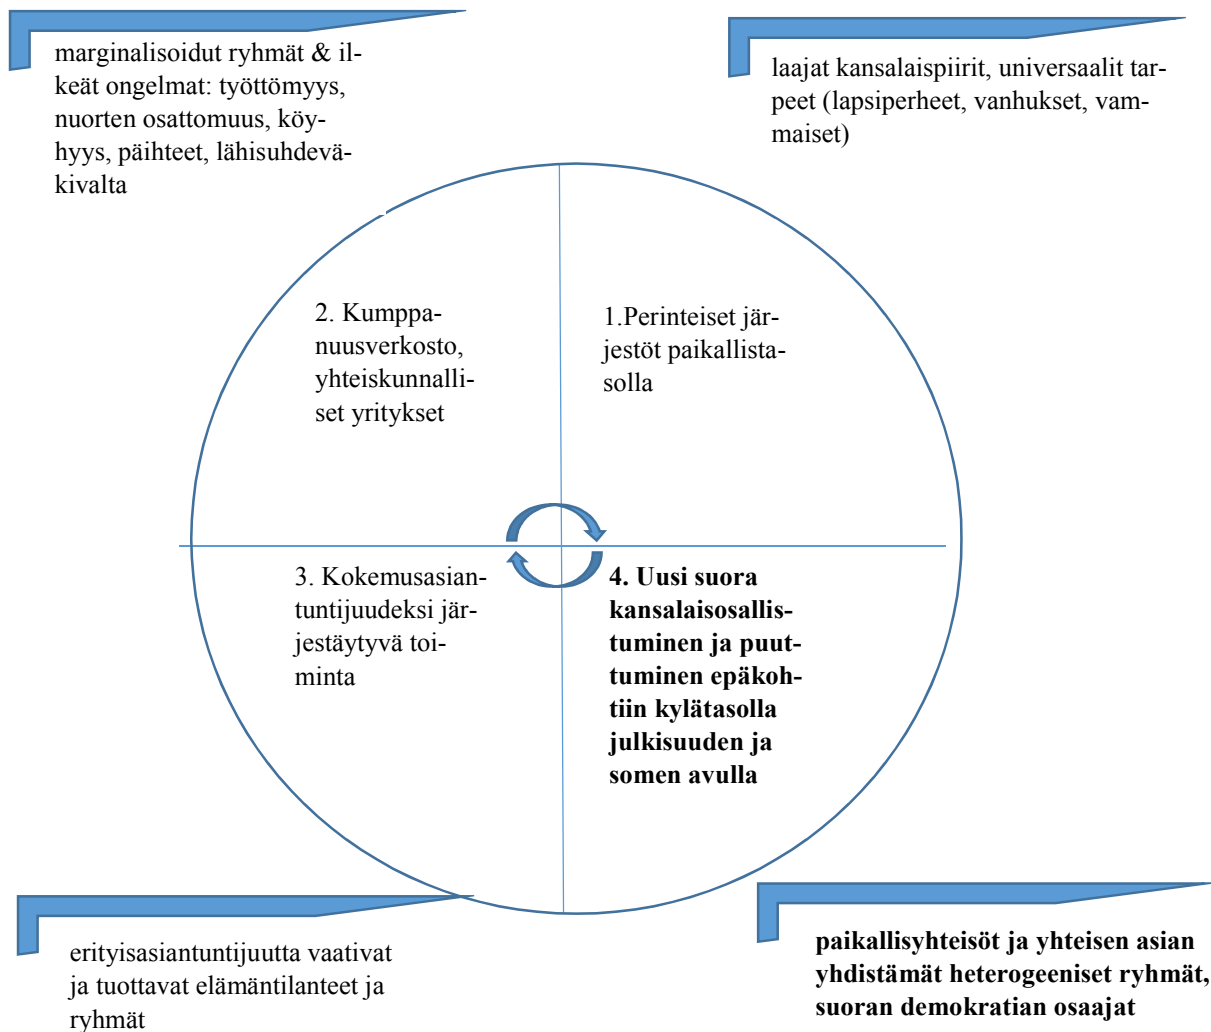 marginalisoidut ryhmät & il-
keät ongelmat: työttömyys,
nuorten osattomuus, köy-
hyys, päihteet, lähisuhdevä-
kivalta
laajat kansalaispiirit, universaalit tar-
peet (lapsiperheet, vanhukset, vam-
maiset)
2. Kumppa-
nuusverkosto,
yhteiskunnalli-
set yritykset
1.Perinteiset jär-
jestöt paikallista-
solla
3. Kokemusasian-
tuntijuudeksi jär-
jestäytyvä toi-
minta
4. Uusi suora
kansalaisosallis-
tuminen ja puut-
tuminen epäkoh-
tiin kylätasolla
julkisuuden ja
somen avulla
erityisasiantuntijuutta vaativat
ja tuottavat elämäntilanteet ja
ryhmät
paikallisyhteisöt ja yhteisen asian
yhdistämät heterogeeniset ryhmät,
suoran demokratian osaajat